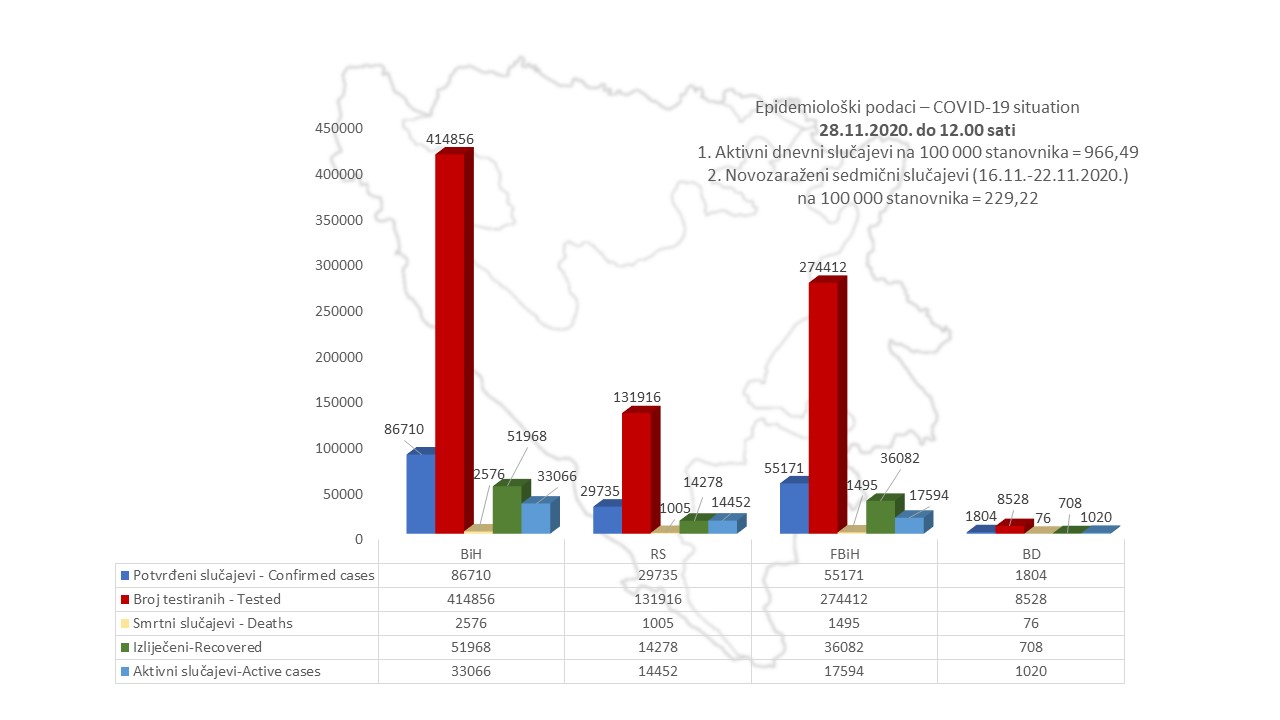 Epidemiološki podaci – COVID-19 situation
28.11.2020. do 12.00 sati
1. Aktivni dnevni slučajevi na 100 000 stanovnika = 966,49
2. Novozaraženi sedmični slučajevi (16.11.-22.11.2020.)
na 100 000 stanovnika = 229,22
450000
400000
350000
300000
250000
200000
150000
100000
50000
0
86710
414856
2576
51968
33066
29735
131916
1005
14278
14452
55171
274412
1495
36082
17594
1804
8528
76
708
1020
BiH RS FBiH BD
Potvrđeni slučajevi - Confirmed cases 86710 29735 55171 1804
Broj testiranih - Tested 414856 131916 274412 8528
Smrtni slučajevi - Deaths 2576 1005 1495 76
Izliječeni-Recovered 51968 14278 36082 708
Aktivni slučajevi-Active cases 33066 14452 17594 1020